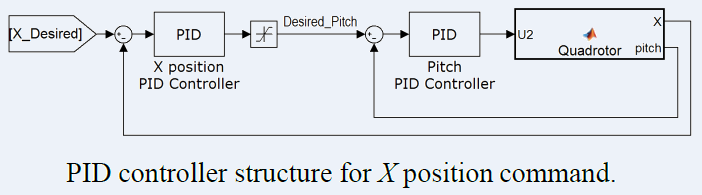 [X_Desired]
PID
X position
PID Controller
Desired_Pitch
PID
Pitch
PID Controller
U2
X
pitch
Quadrotor
PID controller structure for X position command.